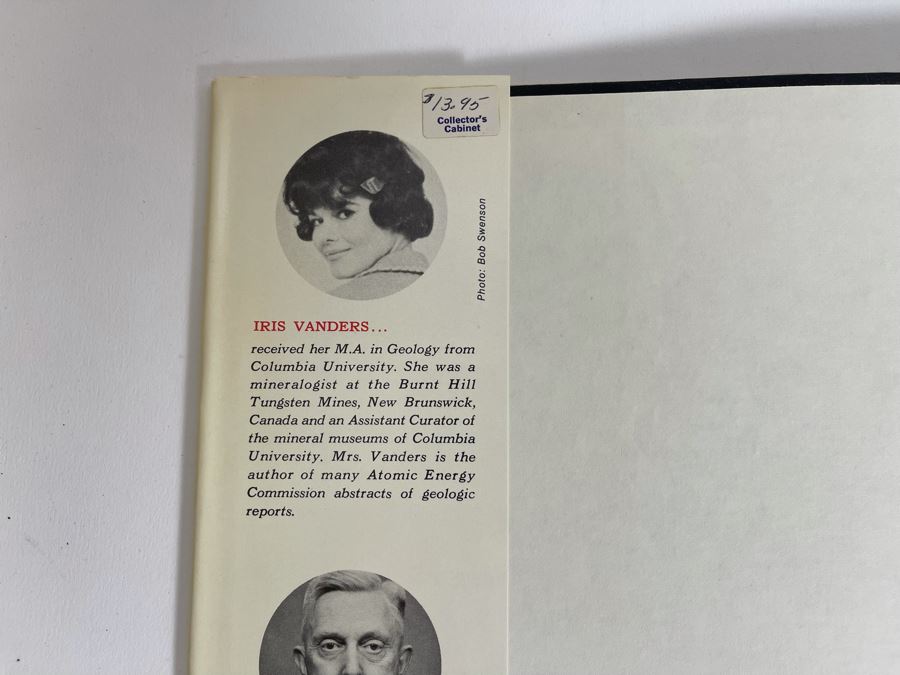 $13.95
Collector's
Cabinet
Photo: Bob Swenson
IRIS VANDERS...
received her M.A. in Geology from
Columbia University. She was a
mineralogist at the Burnt Hill
Tungsten Mines, New Brunswick,
Canada and an Assistant Curator of
the mineral museums of Columbia
University. Mrs. Vanders is the
author of many Atomic Energy
Commission abstracts of geologic
reports.